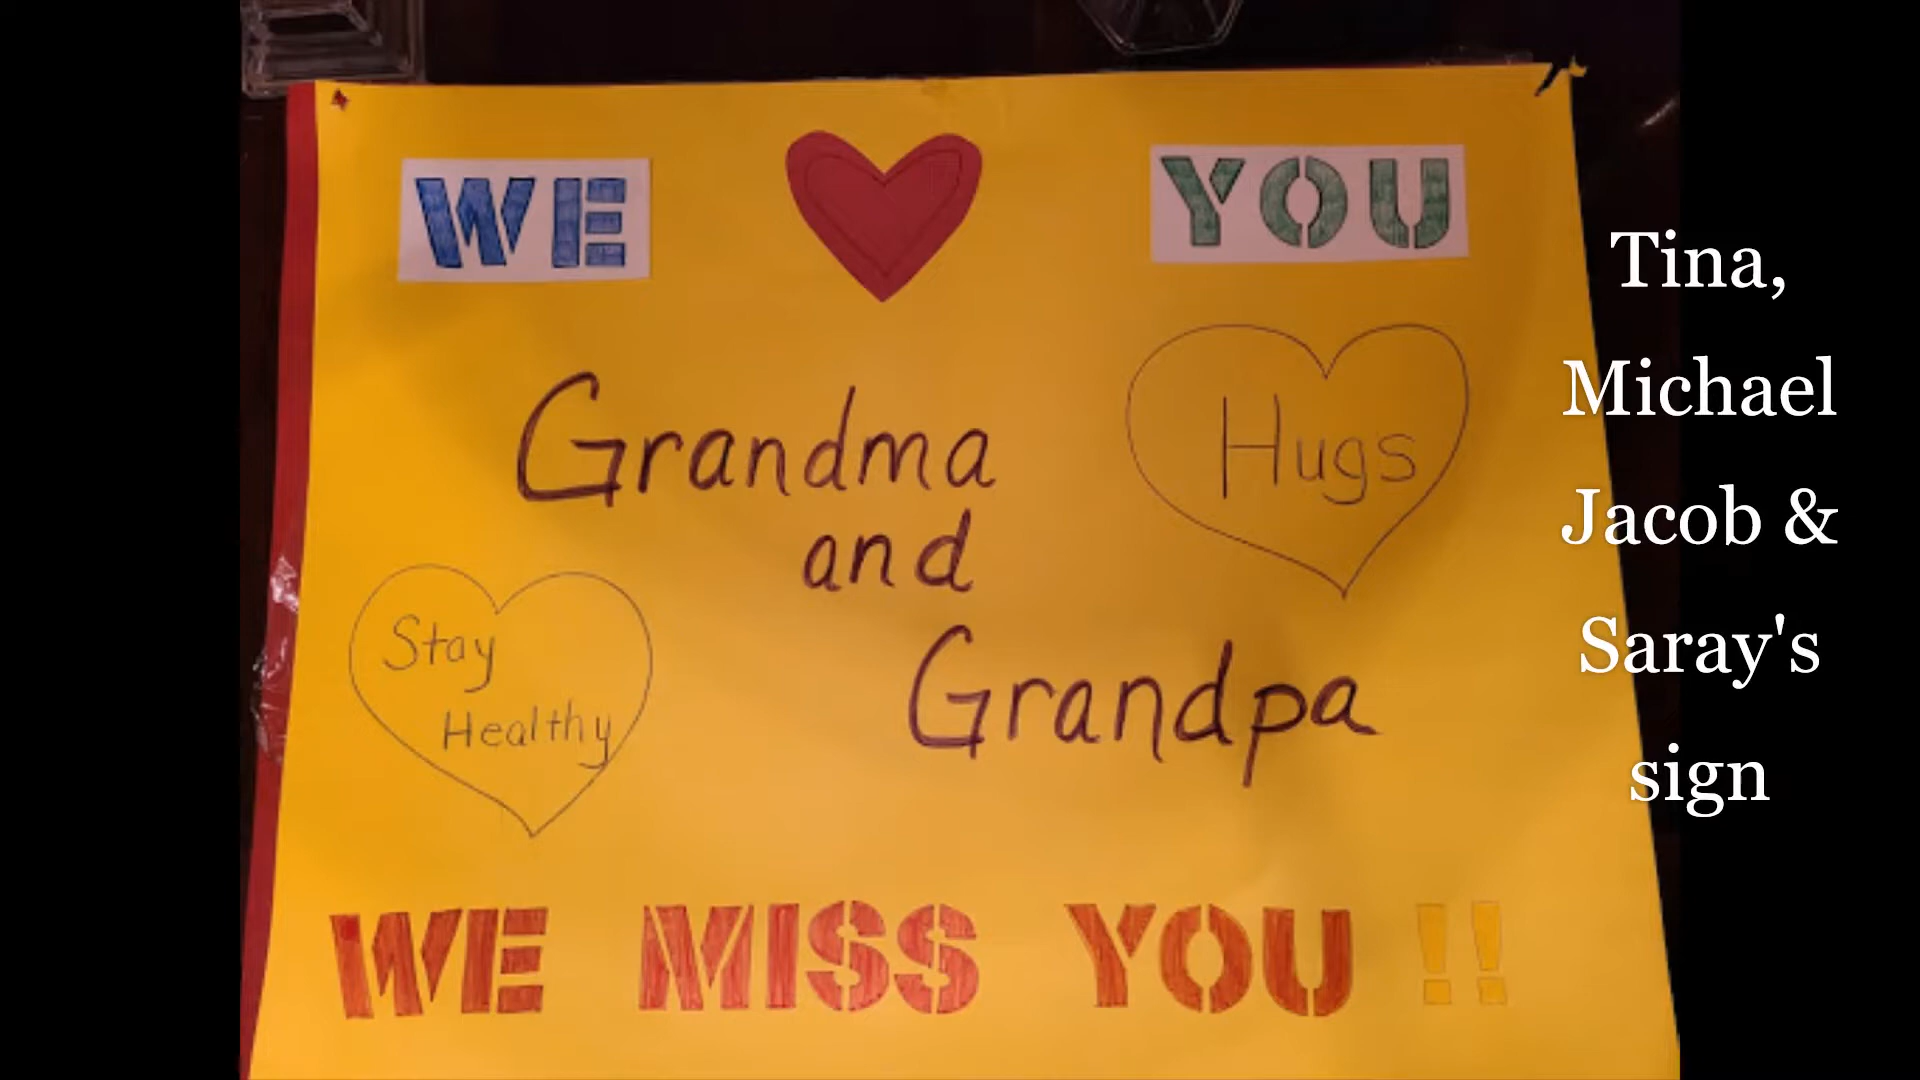 WE YOU
Grandma
Hugs
and
Stay
Healthy
Grandpa
WE MISS YOU !!
Tina,
Michael
Jacob &
Saray's
sign